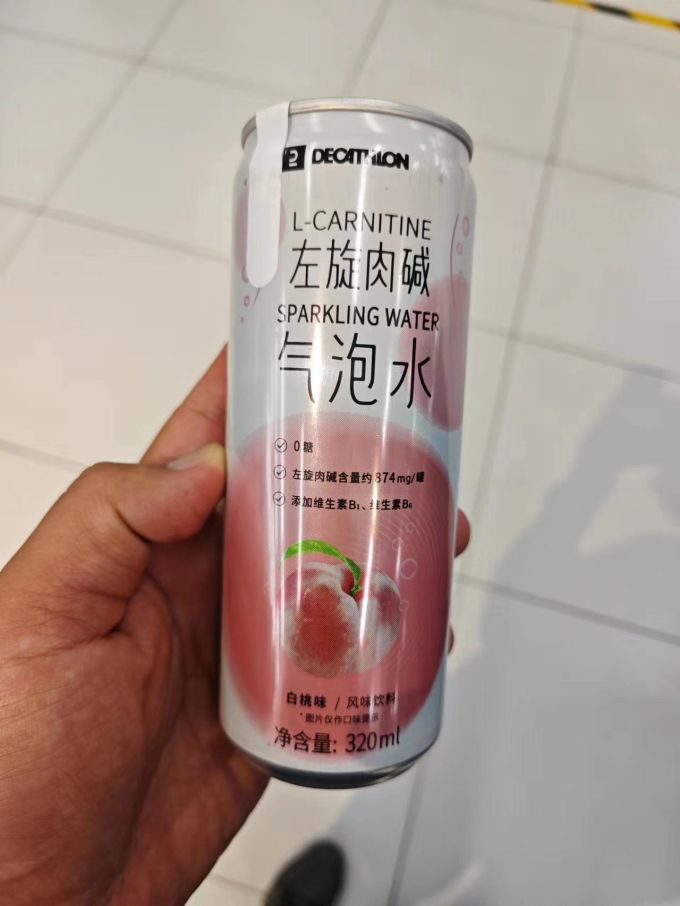 DECATHLON
L-CARNITINE
左旋肉碱
SPARKLING WATER
气泡水
0糖
左旋肉碱含量约874mg/罐
添加维生素B₁、维生素B₆
白桃味 / 风味饮料
*图片仅作口味提示
净含量: 320ml